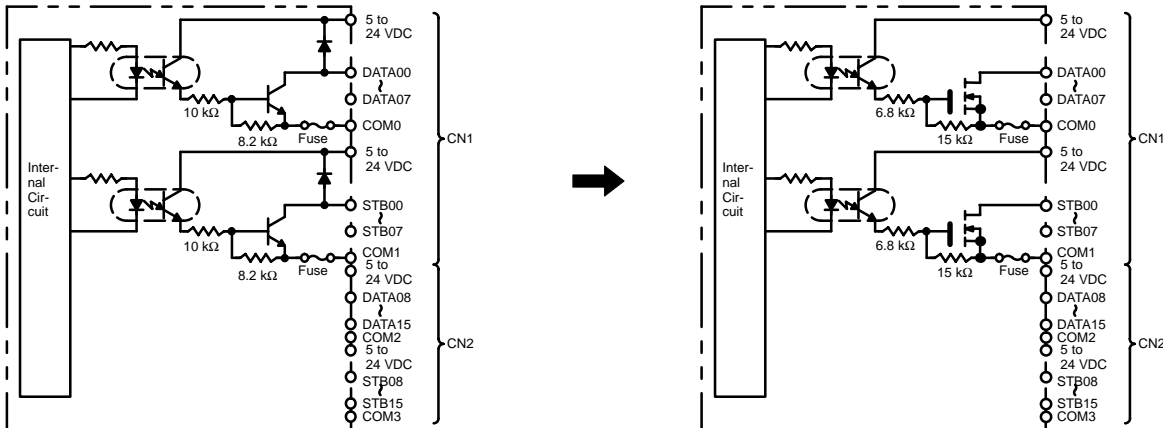 5 to
24 VDC
DATA00
~
DATA07
10 kΩ
COM0
8.2 kΩ
Fuse
CN1
5 to
24 VDC
Inter-
nal
Cir-
cuit
STB00
~
STB07
10 kΩ
COM1
8.2 kΩ
Fuse
5 to
24 VDC
DATA08
~
DATA15
COM2
CN2
5 to
24 VDC
STB08
~
STB15
COM3
5 to
24 VDC
DATA00
~
DATA07
6.8 kΩ
COM0
15 kΩ
Fuse
CN1
5 to
24 VDC
Inter-
nal
Cir-
cuit
STB00
~
STB07
6.8 kΩ
COM1
15 kΩ
Fuse
5 to
24 VDC
DATA08
~
DATA15
COM2
CN2
5 to
24 VDC
STB08
~
STB15
COM3